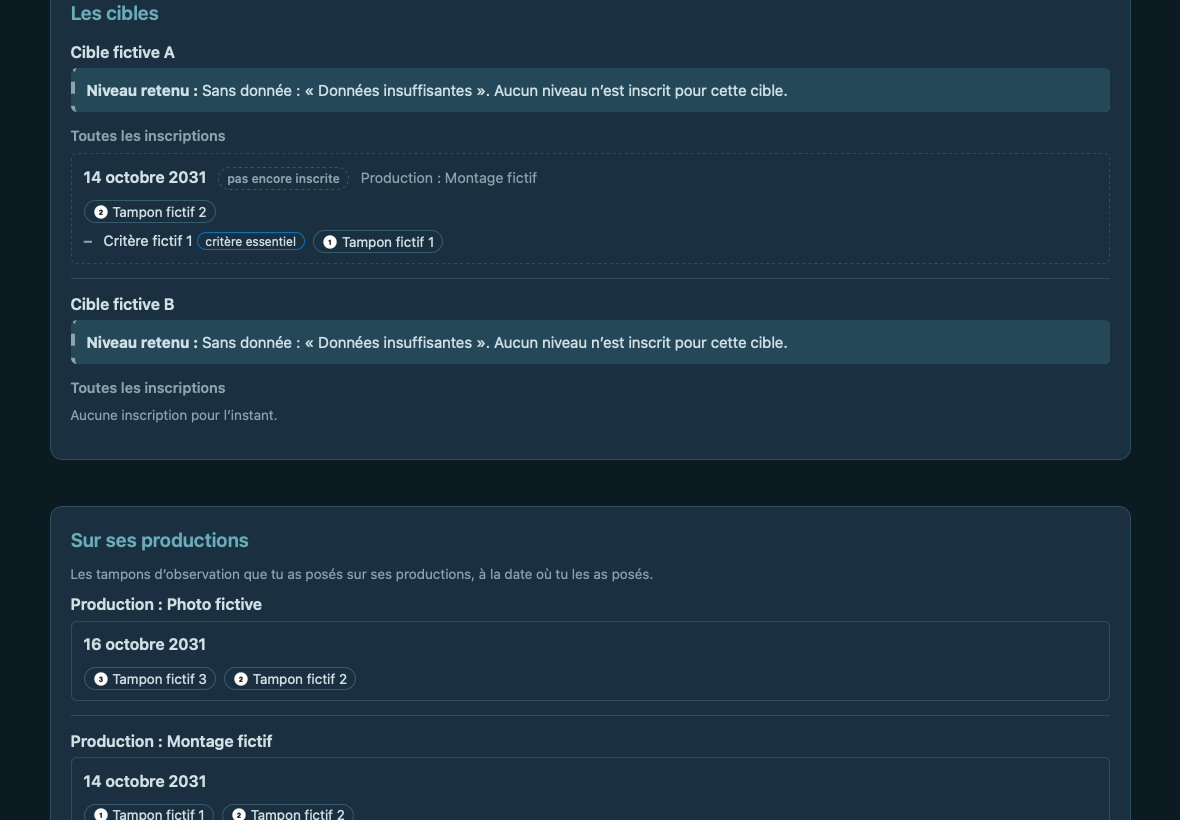 Les cibles
Cible fictive A
Niveau retenu : Sans donnée : « Données insuffisantes ». Aucun niveau n’est inscrit pour cette cible.
Toutes les inscriptions
14 octobre 2031 pas encore inscrite Production : Montage fictif
2 Tampon fictif 2
– Critère fictif 1 critère essentiel 1 Tampon fictif 1
Cible fictive B
Niveau retenu : Sans donnée : « Données insuffisantes ». Aucun niveau n’est inscrit pour cette cible.
Toutes les inscriptions
Aucune inscription pour l’instant.
Sur ses productions
Les tampons d’observation que tu as posés sur ses productions, à la date où tu les as posés.
Production : Photo fictive
16 octobre 2031
3 Tampon fictif 3 2 Tampon fictif 2
Production : Montage fictif
14 octobre 2031
1 Tampon fictif 1 2 Tampon fictif 2